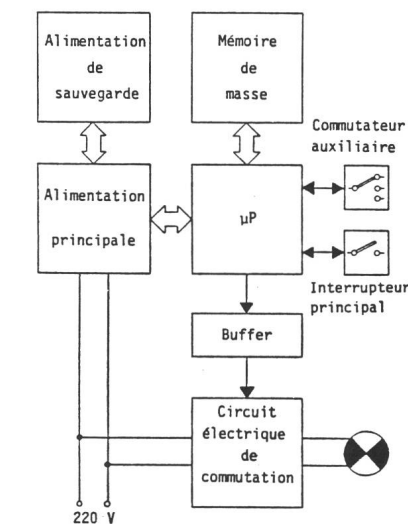 Alimentation
de
sauvegarde
Mémoire
de
masse
Commutateur
auxiliaire
Alimentation
principale
µP
Interrupteur
principal
Buffer
Circuit
électrique
de
commutation
220 V